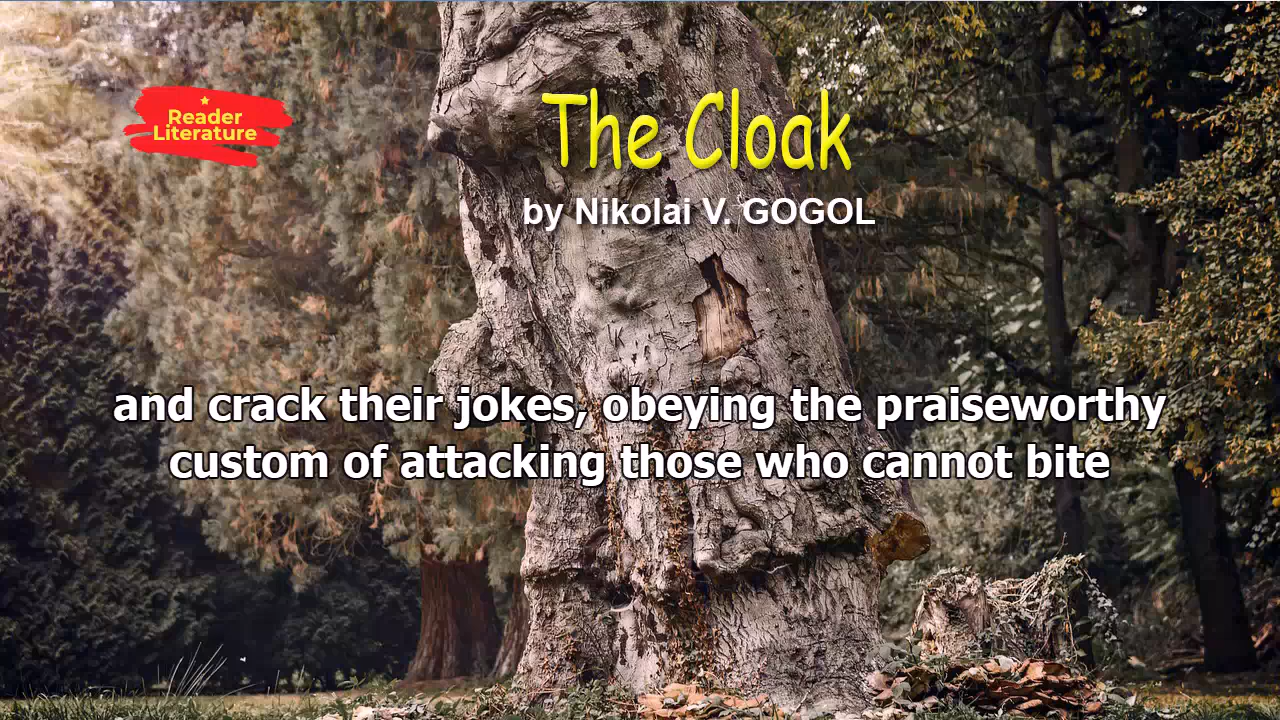 Reader
Literature
The Cloak
by Nikolai V. GOGOL
and crack their jokes, obeying the praiseworthy
custom of attacking those who cannot bite